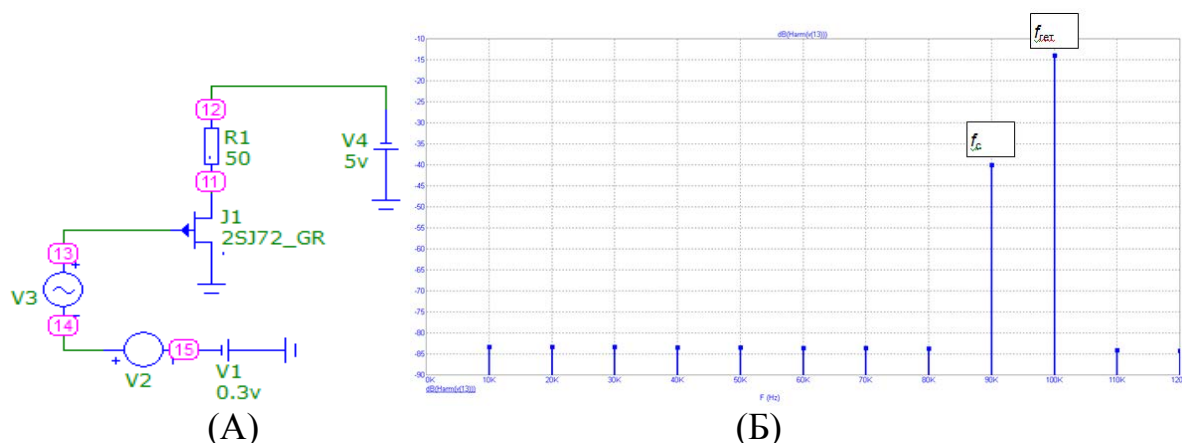 12
R1
50
11
V4
5v
J1
2SJ72_GR
13
V3
14
V2
15
V1
0.3v
(А)
dB(Harm(v(13)))
fгет
fс
-10
-15
-20
-25
-30
-35
-40
-45
-50
-55
-60
-65
-70
-75
-80
-85
-90
0K 10K 20K 30K 40K 50K 60K 70K 80K 90K 100K 110K 120
dB(Harm(v(13)))
F (Hz)
(Б)